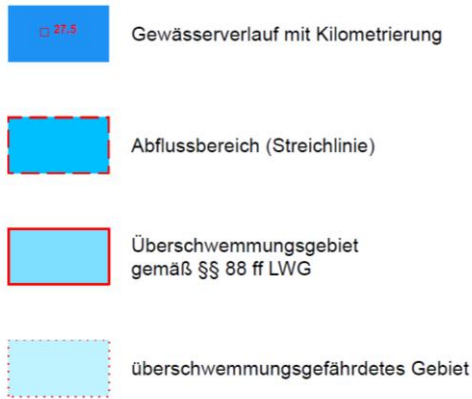 27.5
Gewässerverlauf mit Kilometrierung
Abflussbereich (Streichlinie)
Überschwemmungsgebiet
gemäß §§ 88 ff LWG
überschwemmungsgefährdetes Gebiet